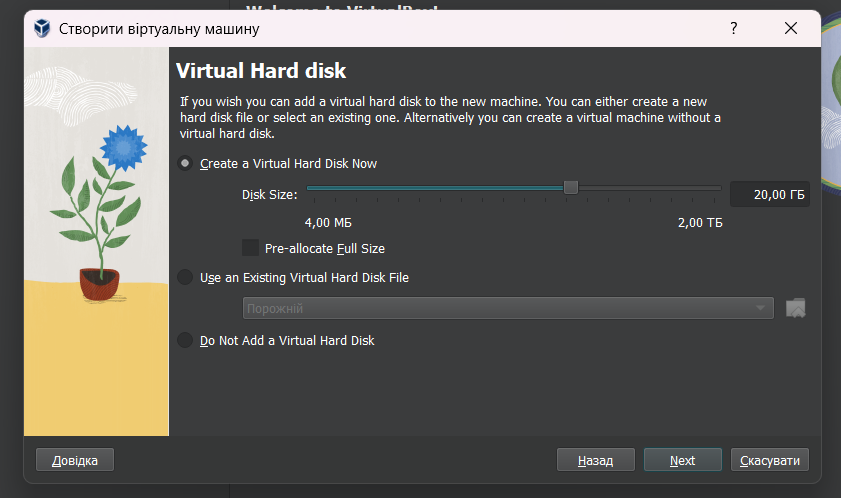 Welcome to VirtualBox!
Створити віртуальну машину
?
Virtual Hard disk
If you wish you can add a virtual hard disk to the new machine. You can either create a new
hard disk file or select an existing one. Alternatively you can create a virtual machine without a
virtual hard disk.
Create a Virtual Hard Disk Now
Disk Size:
20,00 ГБ
4,00 МБ
2,00 ТБ
Pre-allocate Full Size
Use an Existing Virtual Hard Disk File
Порожній
Do Not Add a Virtual Hard Disk
Довідка
Назад
Next
Скасувати